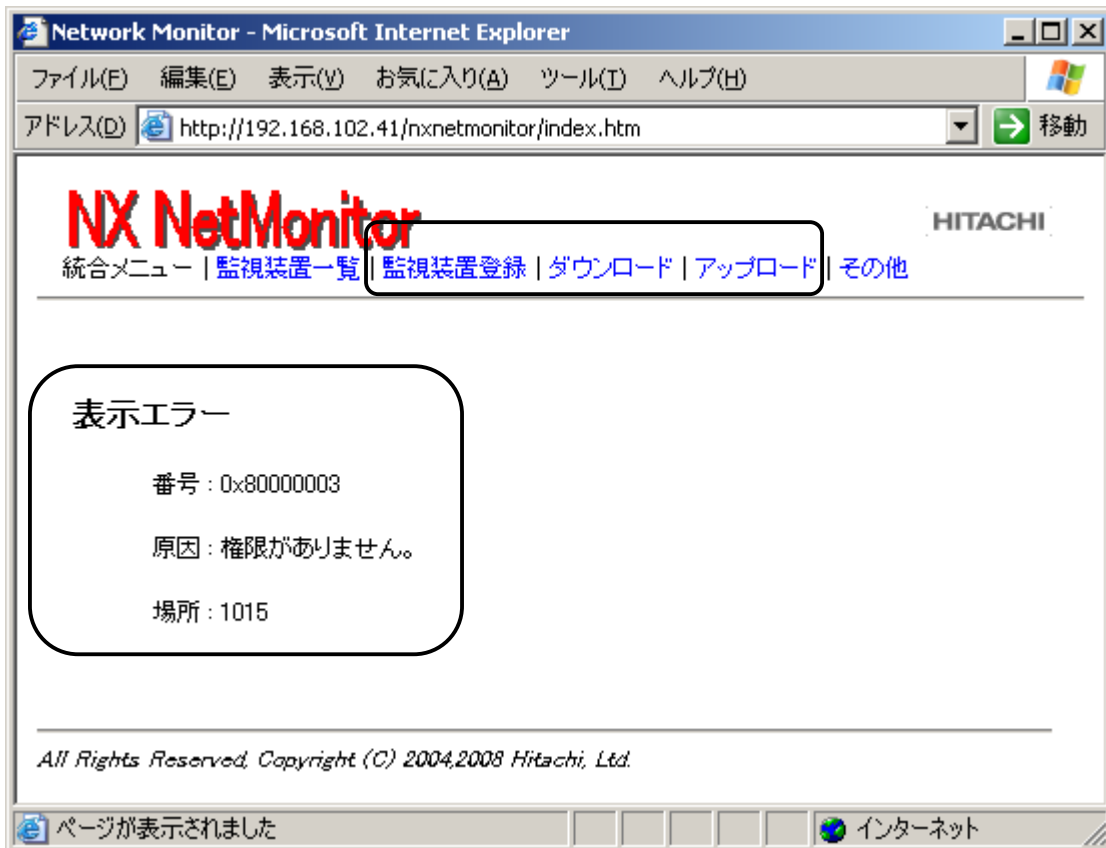 Network Monitor - Microsoft Internet Explorer
ファイル(F) 編集(E) 表示(V) お気に入り(A) ツール(T) ヘルプ(H)
アドレス(D) http://192.168.102.41/nxnetmonitor/index.htm 移動
NX NetMonitor
HITACHI
統合メニュー | 監視装置一覧 | 監視装置登録 | ダウンロード | アップロード | その他
表示エラー
番号 : 0x80000003
原因 : 権限がありません。
場所 : 1015
All Rights Reserved, Copyright (C) 2004,2008 Hitachi, Ltd.
ページが表示されました インターネット